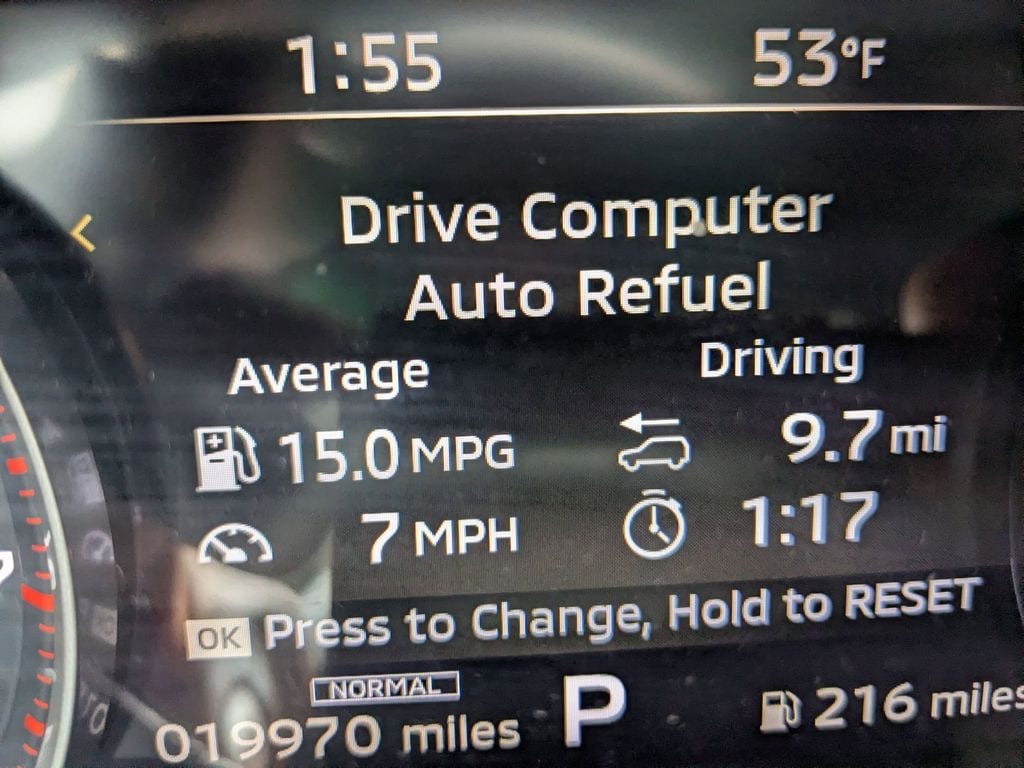 1:55 53°F
Drive Computer
Auto Refuel
Average Driving
15.0 MPG 9.7 mi
7 MPH 1:17
OK Press to Change, Hold to RESET
NORMAL
019970 miles P 216 miles